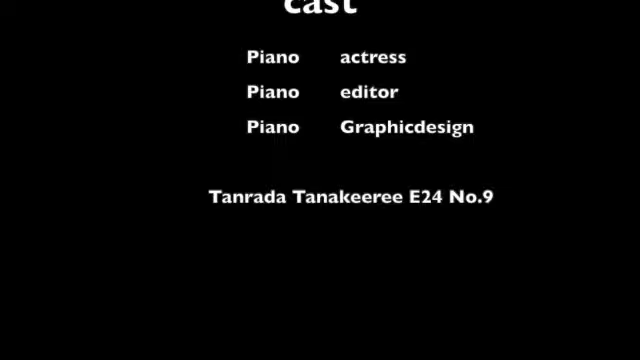 cast
Piano actress
Piano editor
Piano Graphicdesign
Tanrada Tanakeeree E24 No.9